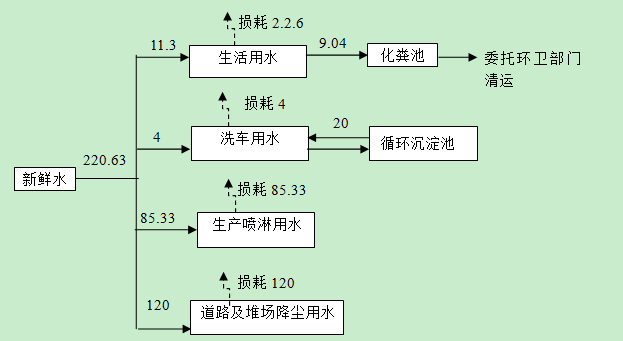 损耗 2.2.6
11.3
生活用水
9.04
化粪池
委托环卫部门
清运
损耗 4
4
洗车用水
20
循环沉淀池
220.63
新鲜水
损耗 85.33
85.33
生产喷淋用水
损耗 120
120
道路及堆场降尘用水